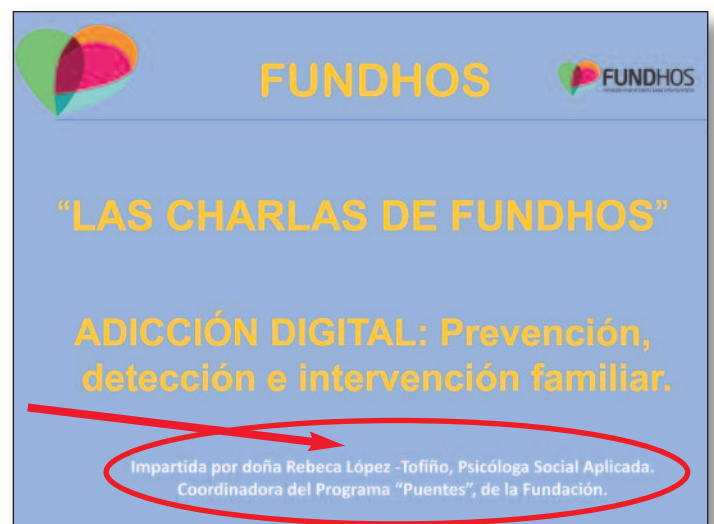 FUNDHOS
FUNDHOS
“LAS CHARLAS DE FUNDHOS”
ADICCIÓN DIGITAL: Prevención,
detección e intervención familiar.
Impartida por doña Rebeca López -Tofiño, Psicóloga Social Aplicada.
Coordinadora del Programa “Puentes”, de la Fundación.